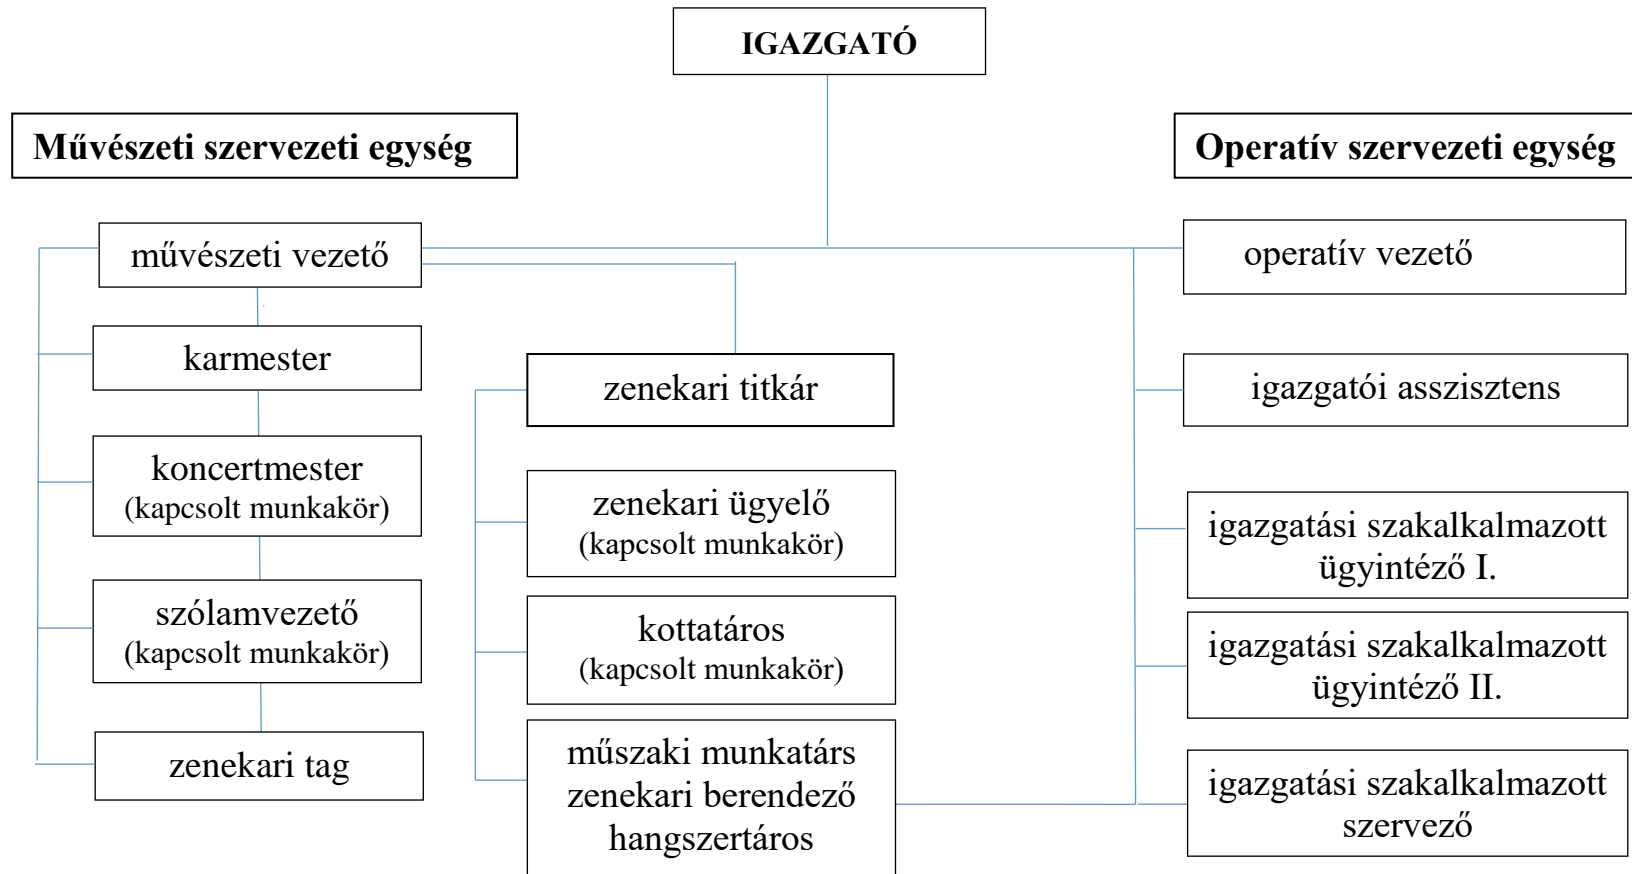 IGAZGATÓ
Művészeti szervezeti egység
művészeti vezető
karmester
koncertmester
(kapcsolt munkakör)
szólamvezető
(kapcsolt munkakör)
zenekari tag
zenekari titkár
zenekari ügyelő
(kapcsolt munkakör)
kottatáros
(kapcsolt munkakör)
műszaki munkatárs
zenekari berendező
hangszertáros
Operatív szervezeti egység
operatív vezető
igazgatói asszisztens
igazgatási szakalkalmazott
ügyintéző I.
igazgatási szakalkalmazott
ügyintéző II.
igazgatási szakalkalmazott
szervező